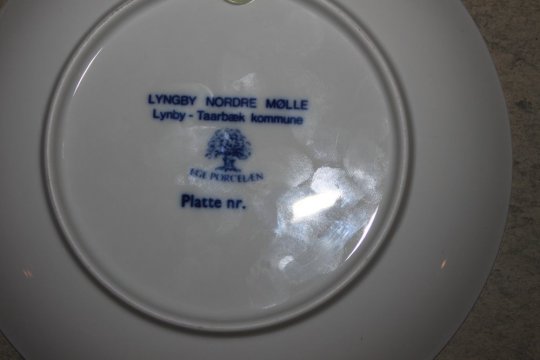 LYNGBY NORDRE MØLLE
Lynby - Taarbæk kommune
EGE PORCELÆN
Platte nr.